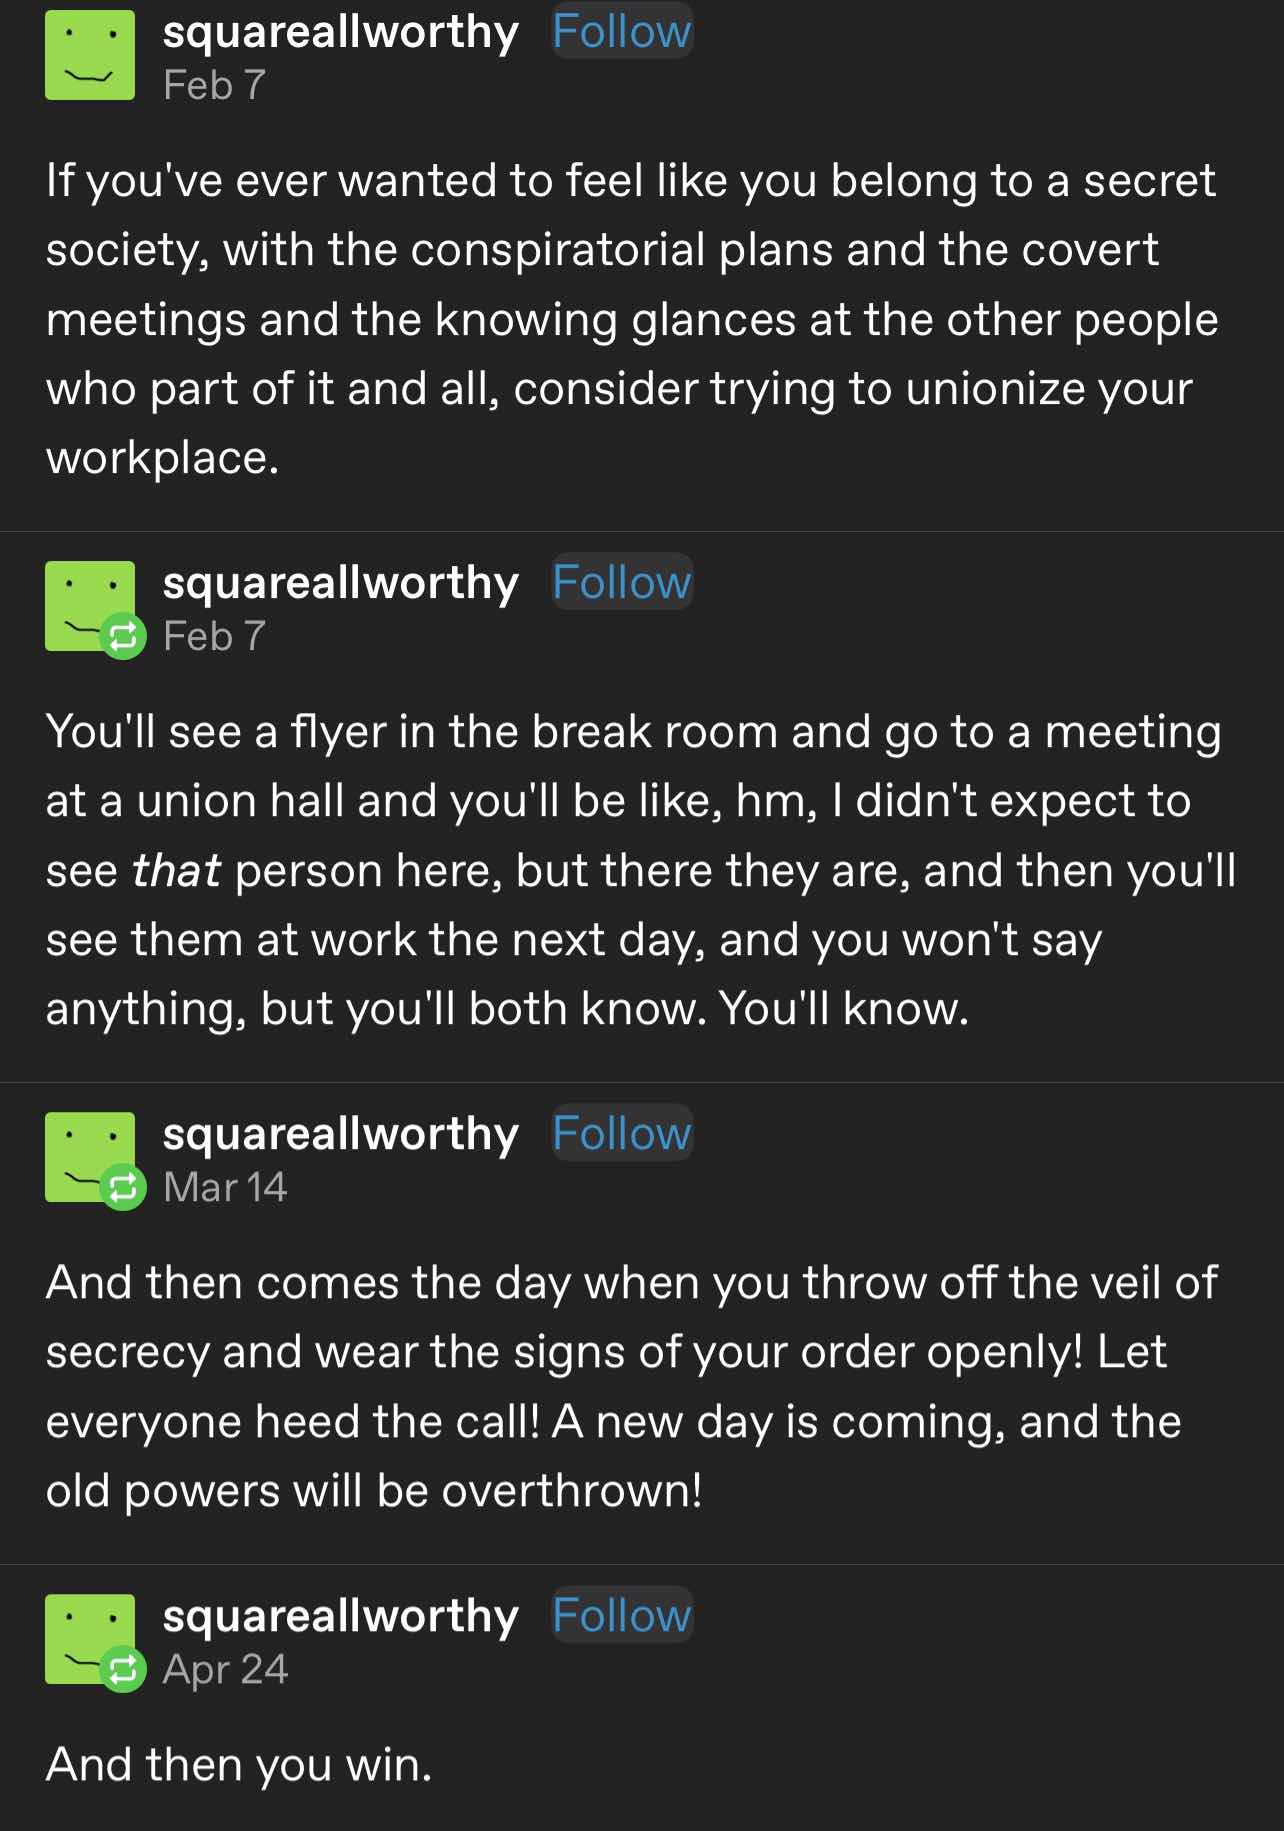 squareallworthy Follow
Feb 7
If you've ever wanted to feel like you belong to a secret
society, with the conspiratorial plans and the covert
meetings and the knowing glances at the other people
who part of it and all, consider trying to unionize your
workplace.
squareallworthy Follow
Feb 7
You'll see a flyer in the break room and go to a meeting
at a union hall and you'll be like, hm, I didn't expect to
see that person here, but there they are, and then you'll
see them at work the next day, and you won't say
anything, but you'll both know. You'll know.
squareallworthy Follow
Mar 14
And then comes the day when you throw off the veil of
secrecy and wear the signs of your order openly! Let
everyone heed the call! A new day is coming, and the
old powers will be overthrown!
squareallworthy Follow
Apr 24
And then you win.